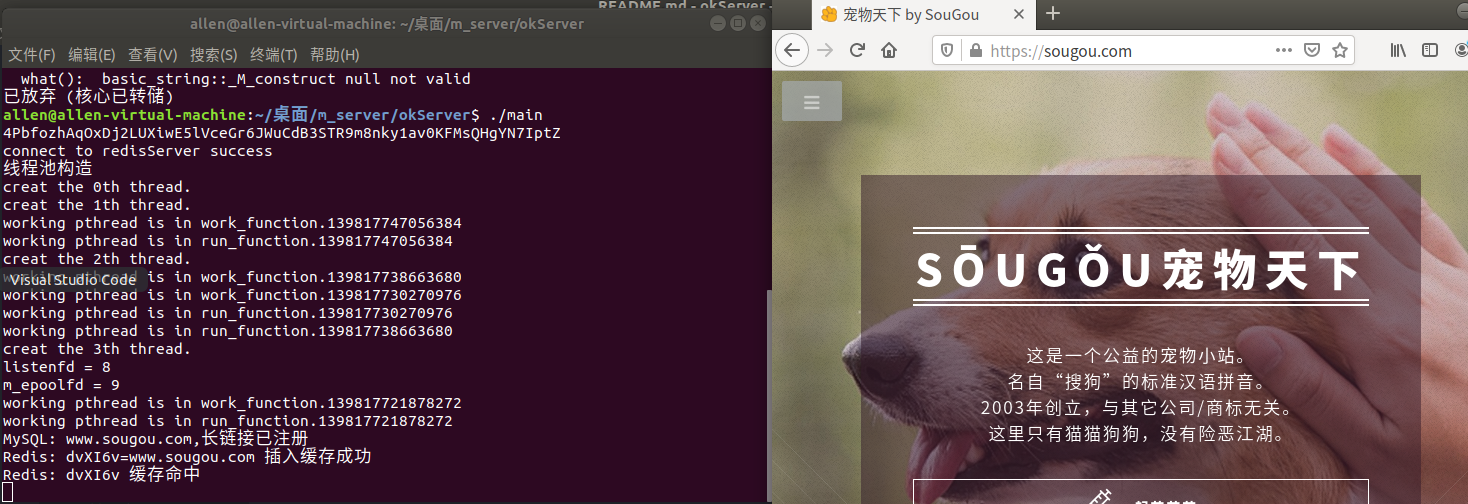 README.md - okServer -
allen@allen-virtual-machine: ~/桌面/m_server/okServer
文件(F) 编辑(E) 查看(V) 搜索(S) 终端(T) 帮助(H)
what(): basic_string::_M_construct null not valid
已放弃 (核心已转储)
allen@allen-virtual-machine:~/桌面/m_server/okServer$ ./main
4PbfozhAqOxDj2LUXiwE5lVceGr6JWuCdB3STR9m8nky1av0KFMsQHgYN7IptZ
connect to redisServer success
线程池构造
creat the 0th thread.
creat the 1th thread.
working pthread is in work_function.139817747056384
working pthread is in run_function.139817747056384
creat the 2th thread.
working pthread is in work_function.139817738663680
Visual Studio Code
working pthread is in work_function.139817730270976
working pthread is in run_function.139817730270976
working pthread is in run_function.139817738663680
creat the 3th thread.
listenfd = 8
m_epoolfd = 9
working pthread is in work_function.139817721878272
working pthread is in run_function.139817721878272
MySQL: www.sougou.com,长链接已注册
Redis: dvXI6v=www.sougou.com 插入缓存成功
Redis: dvXI6v 缓存命中
宠物天下 by SouGou
https://sougou.com
SŌUGǑU宠物天下
这是一个公益的宠物小站。
名自“搜狗”的标准汉语拼音。
2003年创立，与其它公司/商标无关。
这里只有猫猫狗狗，没有险恶江湖。